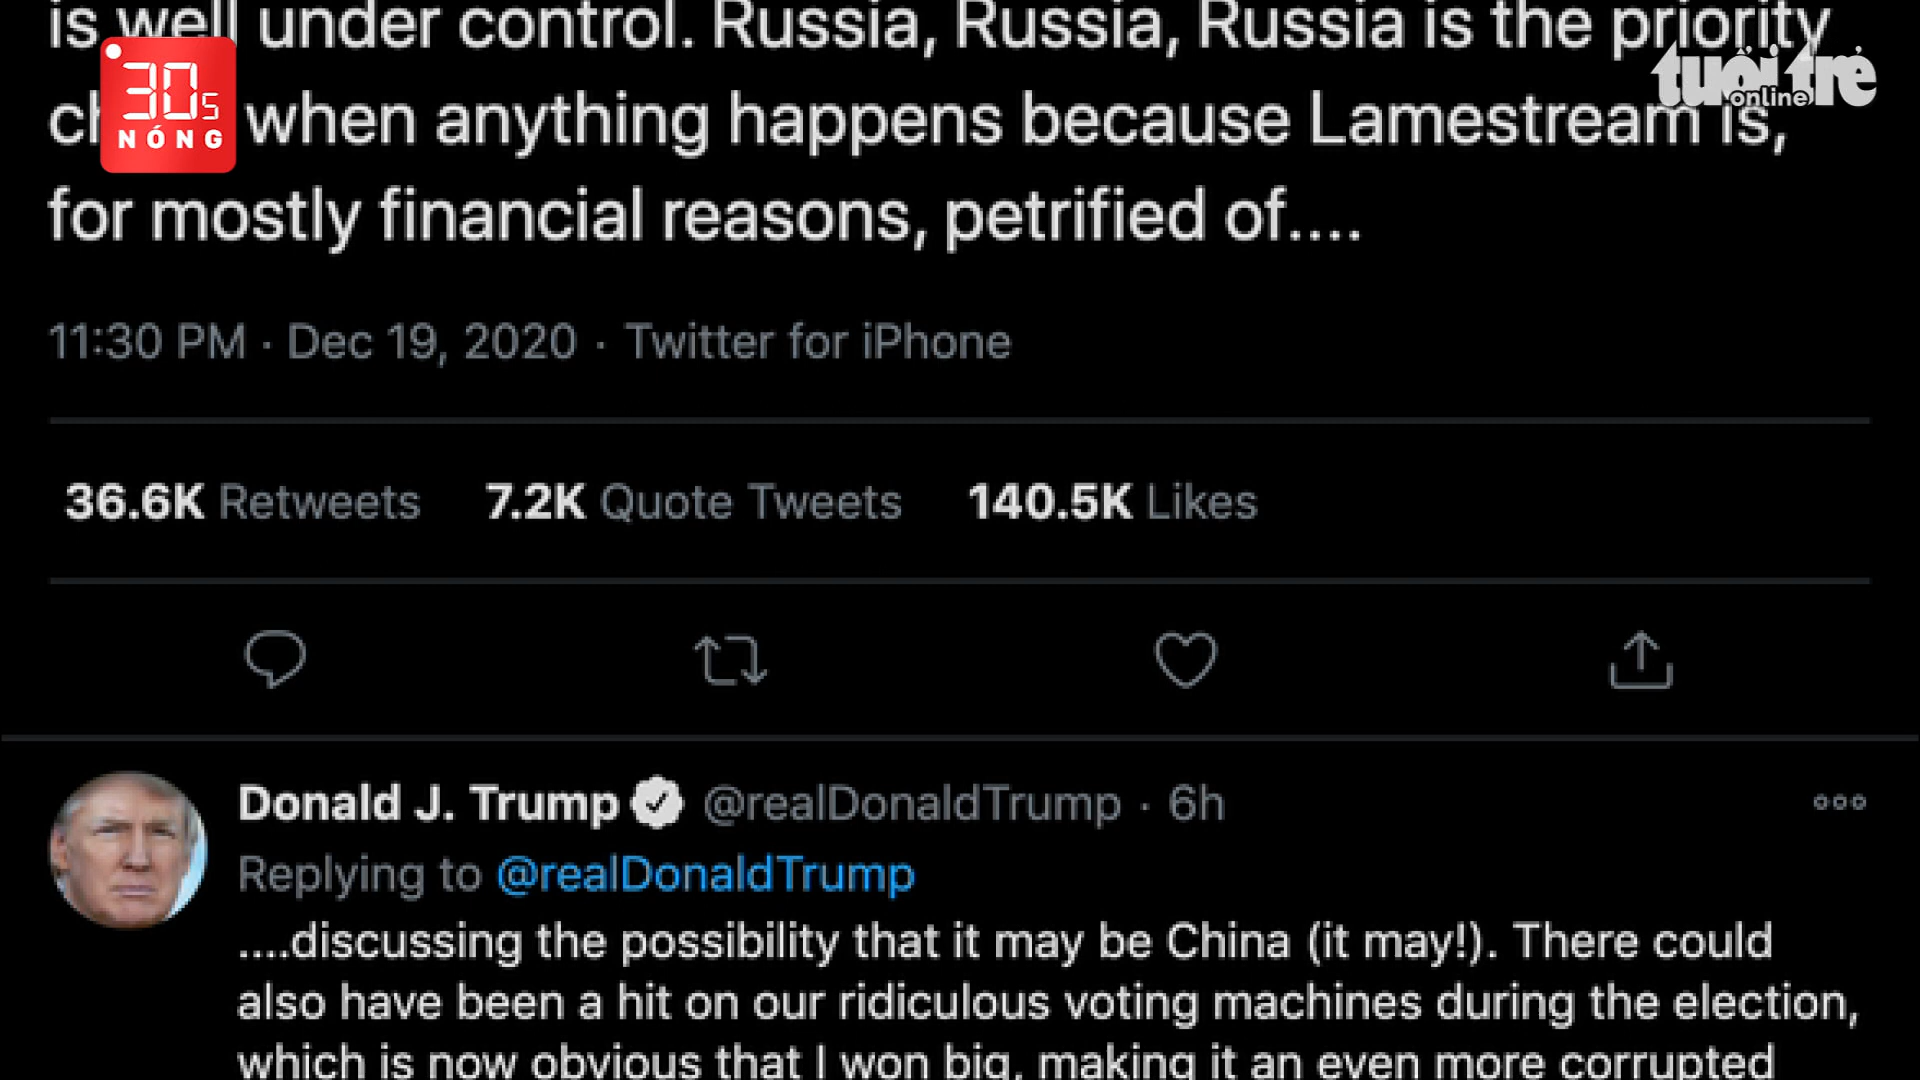 is well under control. Russia, Russia, Russia is the priority
when anything happens because Lamestream is,
for mostly financial reasons, petrified of....
30s
NÓNG
tuổi trẻ
online
11:30 PM · Dec 19, 2020 · Twitter for iPhone
36.6K Retweets 7.2K Quote Tweets 140.5K Likes
Donald J. Trump @realDonaldTrump · 6h
Replying to @realDonaldTrump
....discussing the possibility that it may be China (it may!). There could
also have been a hit on our ridiculous voting machines during the election,
which is now obvious that I won big, making it an even more corrupted